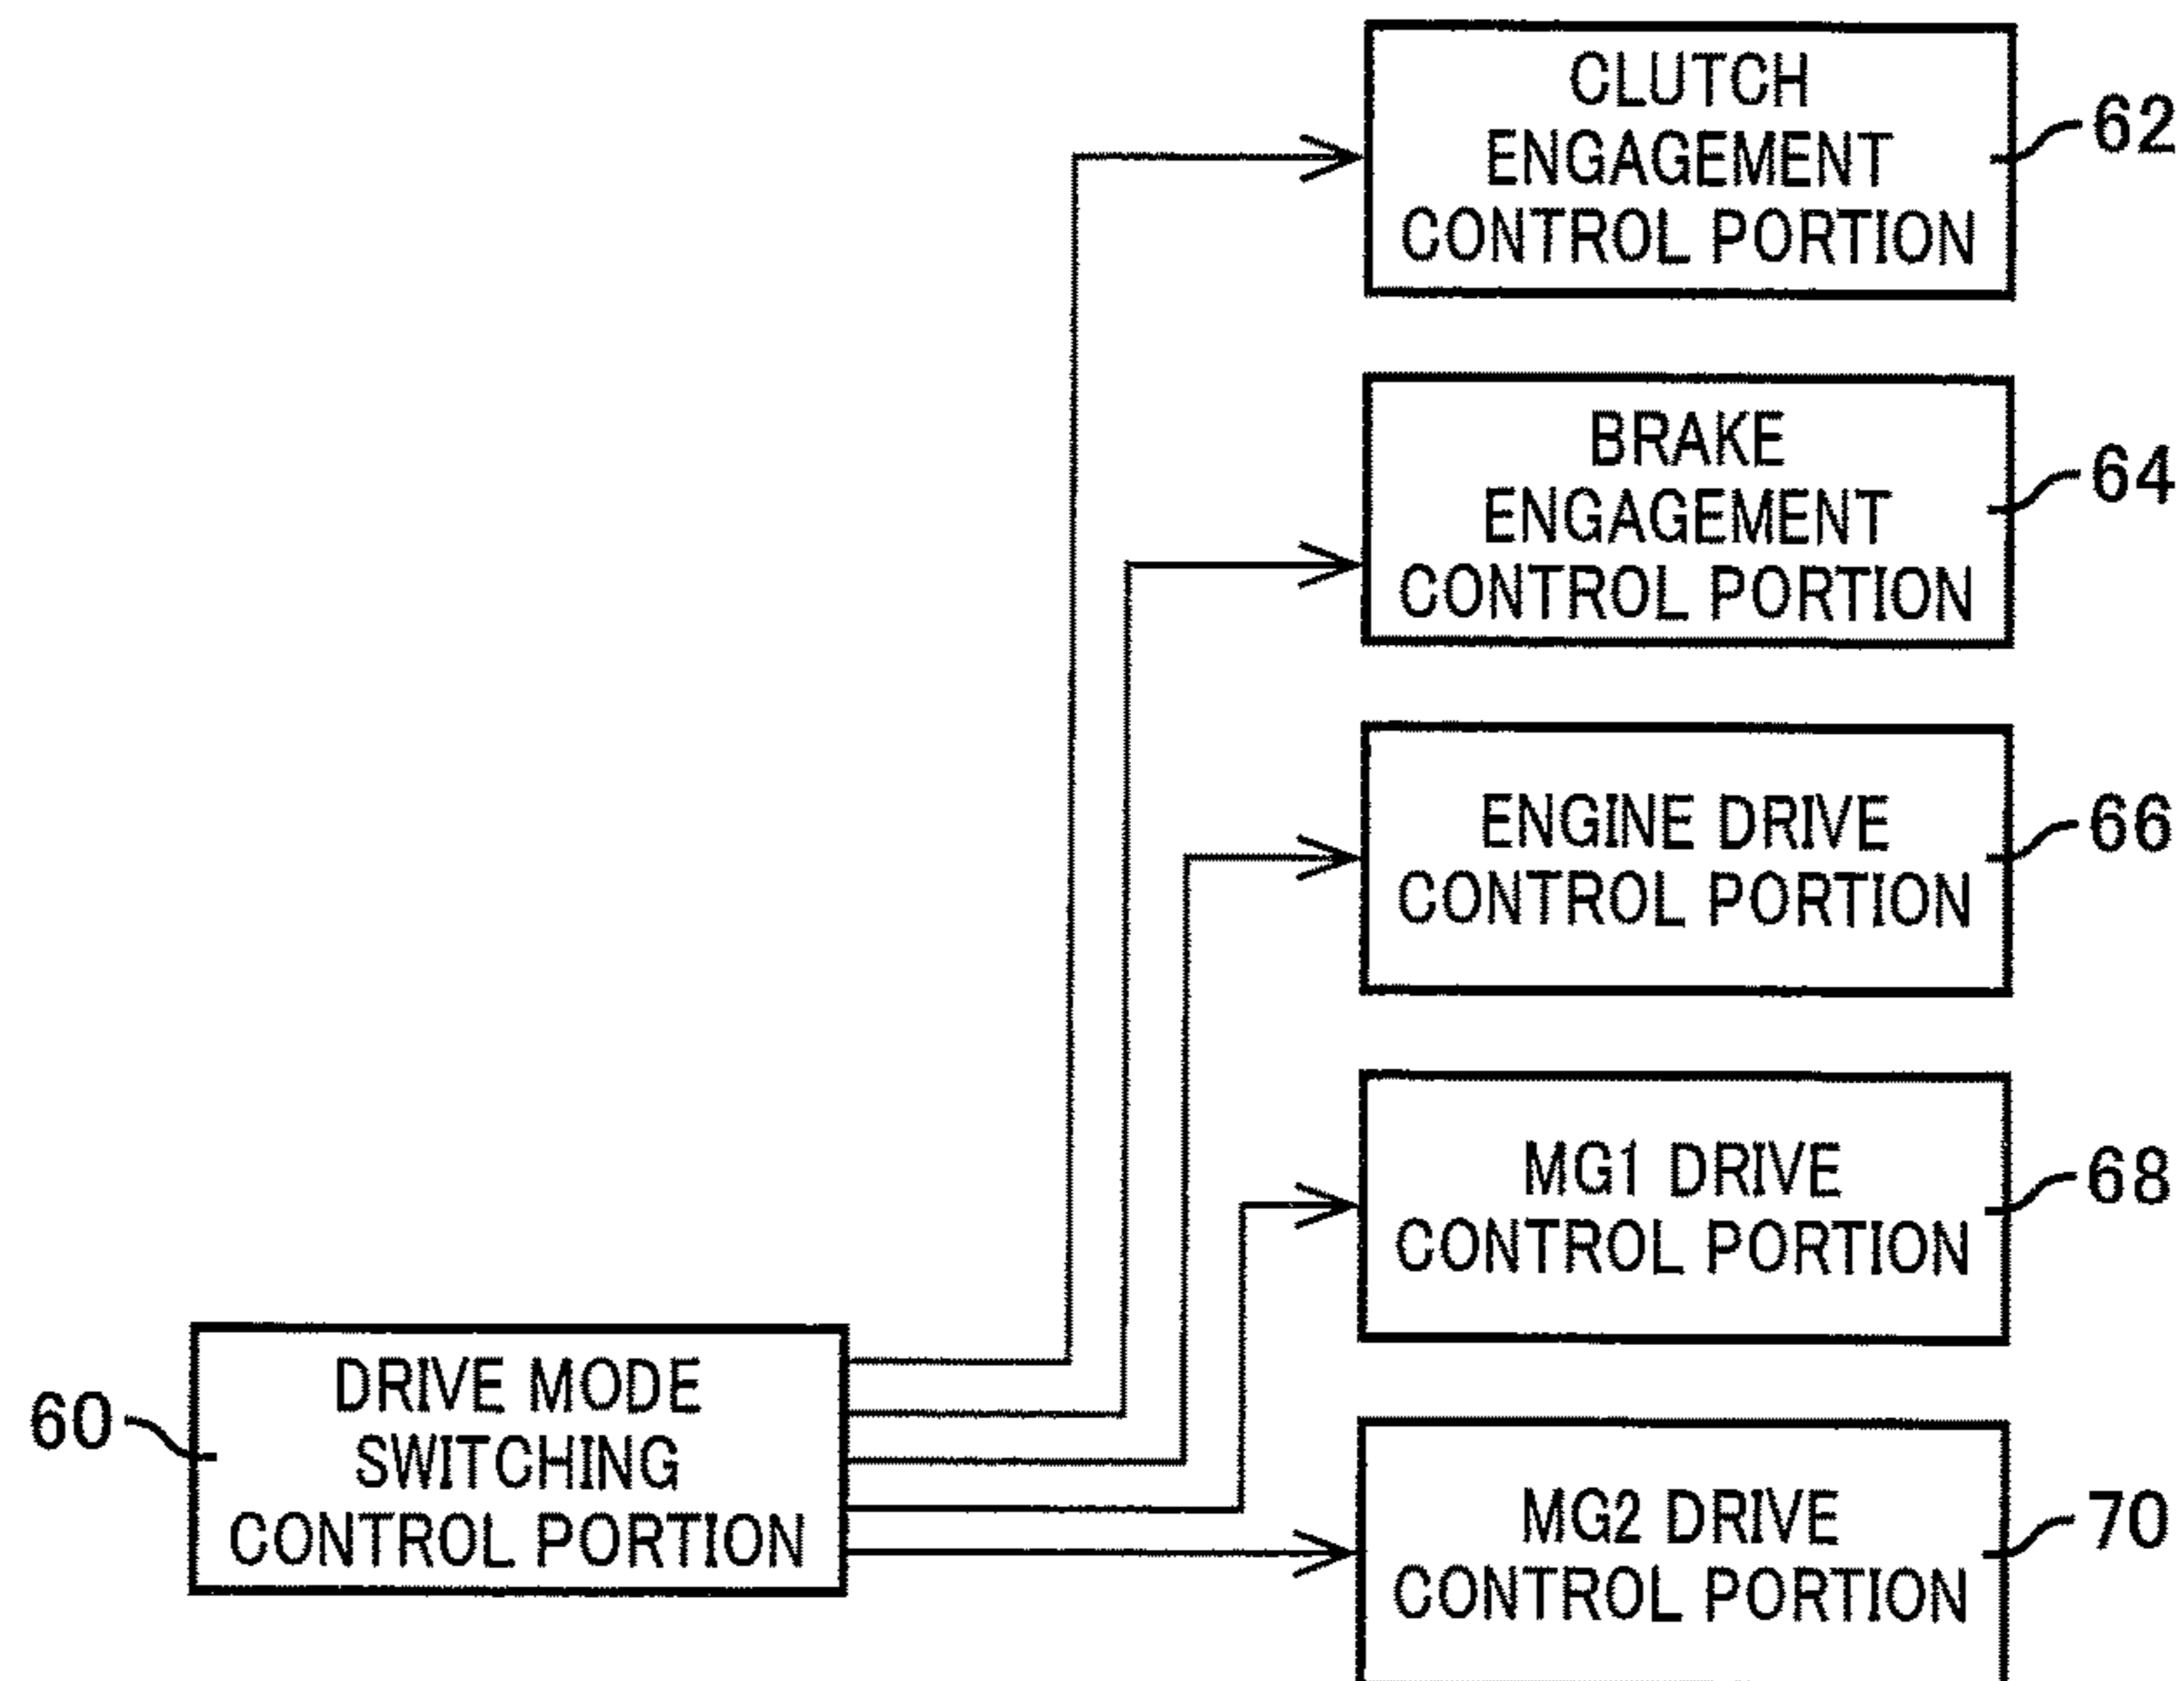 CLUTCH
ENGAGEMENT
CONTROL PORTION
62
BRAKE
ENGAGEMENT
CONTROL PORTION
64
ENGINE DRIVE
CONTROL PORTION
66
MG1 DRIVE
CONTROL PORTION
68
60
DRIVE MODE
SWITCHING
CONTROL PORTION
MG2 DRIVE
CONTROL PORTION
70